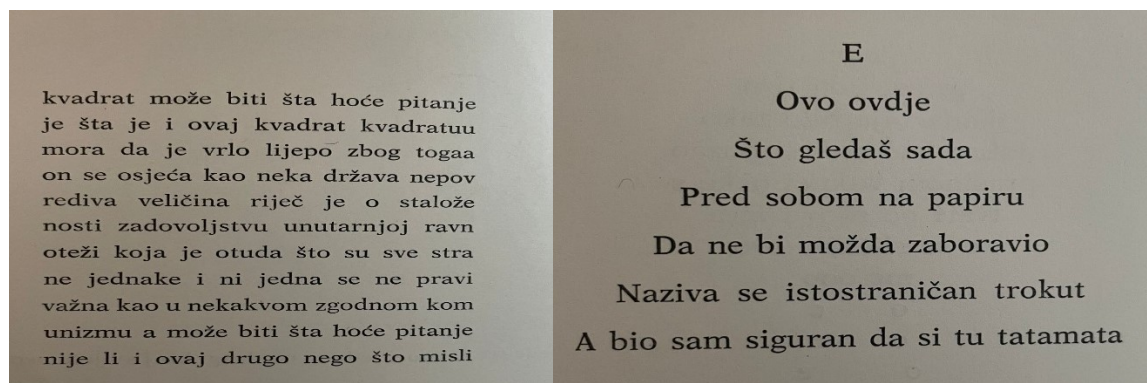 kvadrat može biti šta hoće pitanje
je šta je i ovaj kvadrat kvadratuu
mora da je vrlo lijepo zbog togaa
on se osjeća kao neka država nepov
rediva veličina riječ je o stalože
nosti zadovoljstvu unutarnjoj ravn
oteži koja je otuda što su sve stra
ne jednake i ni jedna se ne pravi
važna kao u nekakvom zgodnom kom
unizmu a može biti šta hoće pitanje
nije li i ovaj drugo nego što misli
E
Ovo ovdje
Što gledaš sada
Pred sobom na papiru
Da ne bi možda zaboravio
Naziva se istostraničan trokut
A bio sam siguran da si tu tatamata